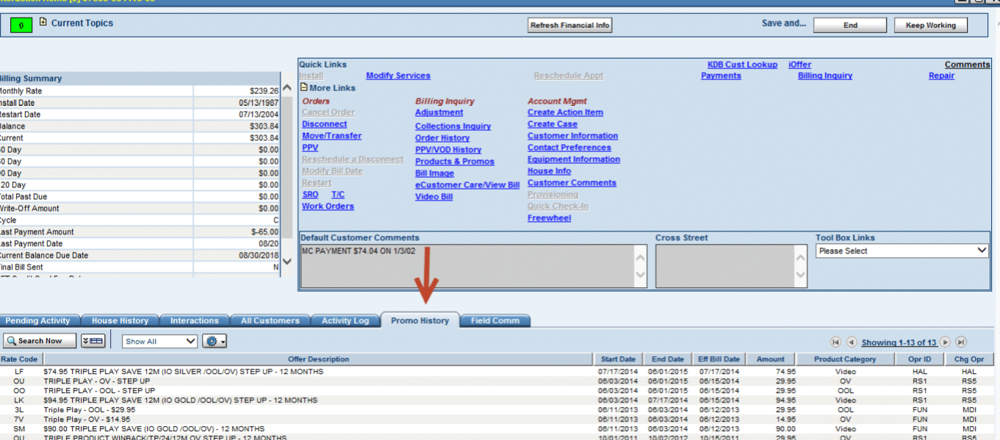 0 Current Topics Refresh Financial Info Save and... End Keep Working
Quick Links KDB Cust Lookup iOffer Comments
Install Modify Services Reschedule Appt Payments Billing Inquiry Repair
More Links
Orders Billing Inquiry Account Mgmt
Cancel Order Adjustment Create Action Item
Disconnect Collections Inquiry Create Case
Move/Transfer Order History Customer Information
PPV PPV/VOD History Contact Preferences
Reschedule a Disconnect Products & Promos Equipment Information
Modify Bill Date Bill Image House Info
Restart eCustomer Care/View Bill Customer Comments
SRO T/C Video Bill Provisioning
Work Orders Quick Check-In
Freewheel
Billing Summary
Monthly Rate $239.26
Install Date 05/13/1987
Restart Date 07/13/2004
Balance $303.84
Current $303.84
0 Day $0.00
0 Day $0.00
0 Day $0.00
20 Day $0.00
Total Past Due $0.00
Write-Off Amount $0.00
Cycle C
Last Payment Amount $-65.00
Last Payment Date 08/20
Current Balance Due Date 08/30/2018
Final Bill Sent N
Default Customer Comments Cross Street Tool Box Links
MC PAYMENT $74.04 ON 1/3/02 Please Select
Pending Activity House History Interactions All Customers Activity Log Promo History Field Comm
Search Now Show All Showing 1-13 of 13
Rate Code Offer Description Start Date End Date Eff Bill Date Amount Product Category Opr ID Chg Opr
LF $74.95 TRIPLE PLAY SAVE 12M (IO SILVER /OOL/OV) STEP UP - 12 MONTHS 07/17/2014 06/01/2015 07/17/2014 74.95 Video HAL HAL
OU TRIPLE PLAY - OV - STEP UP 06/03/2014 06/01/2015 06/15/2014 29.95 OV RS1 RS5
OO TRIPLE PLAY - OOL - STEP UP 06/03/2014 06/01/2015 06/15/2014 29.95 OOL RS1 RS5
LK $94.95 TRIPLE PLAY SAVE 12M (IO GOLD /OOL/OV) STEP UP - 12 MONTHS 06/03/2014 07/17/2014 06/15/2014 94.95 Video RS1 RS5
3L Triple Play - OOL - $29.95 06/11/2013 06/03/2014 06/12/2013 29.95 OOL FUN MDI
7V Triple Play - OV - $14.95 06/11/2013 06/03/2014 06/12/2013 14.95 OV FUN MDI
SM $90.00 TRIPLE PLAY SAVE (IO GOLD /OOL/OV) - 12 MONTHS 06/11/2013 06/03/2014 06/12/2013 90.00 Video FUN MDI
OU TRIPLE PRODUCT WINBACK/TP/24/12M OV STEP UP - 12 MONTHS 10/01/2011 10/02/2012 10/15/2011 29.95 OV RS1 RS5